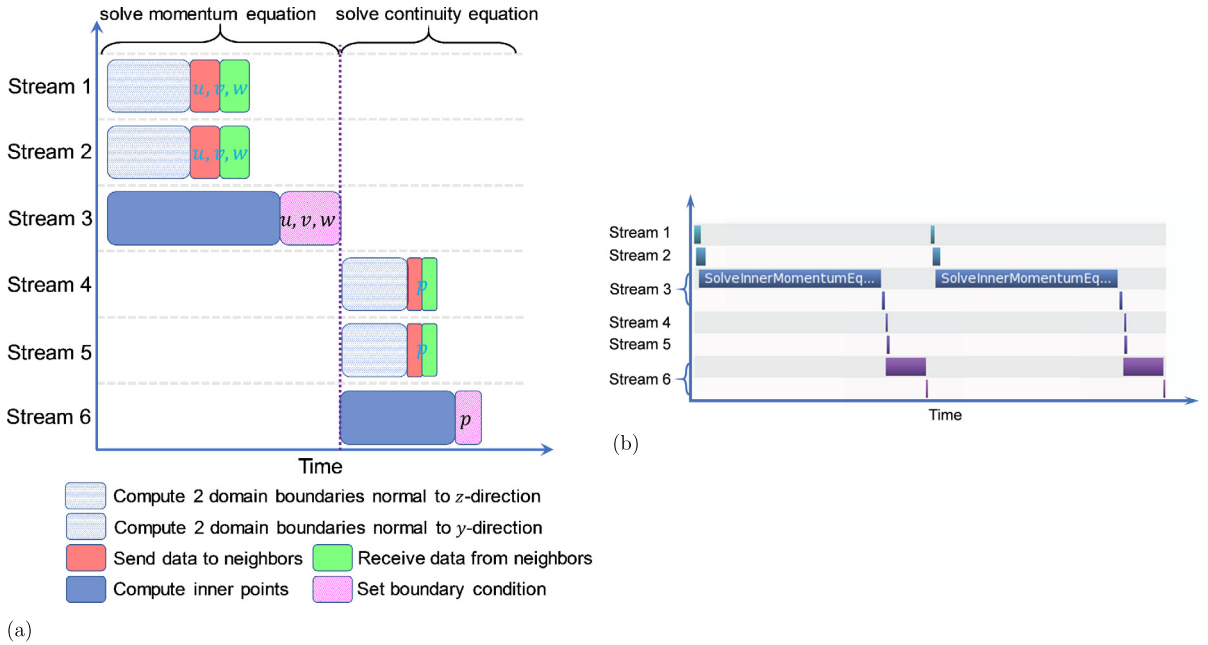 solve momentum equation
solve continuity equation
Stream 1
u, v, w
Stream 2
u, v, w
Stream 3
u, v, w
Stream 4
p
Stream 5
p
Stream 6
p
Time
Compute 2 domain boundaries normal to z-direction
Compute 2 domain boundaries normal to y-direction
Send data to neighbors
Receive data from neighbors
Compute inner points
Set boundary condition
(a)
Stream 1
Stream 2
SolveInnerMomentumEq...
SolveInnerMomentumEq...
Stream 3
Stream 4
Stream 5
Stream 6
Time
(b)